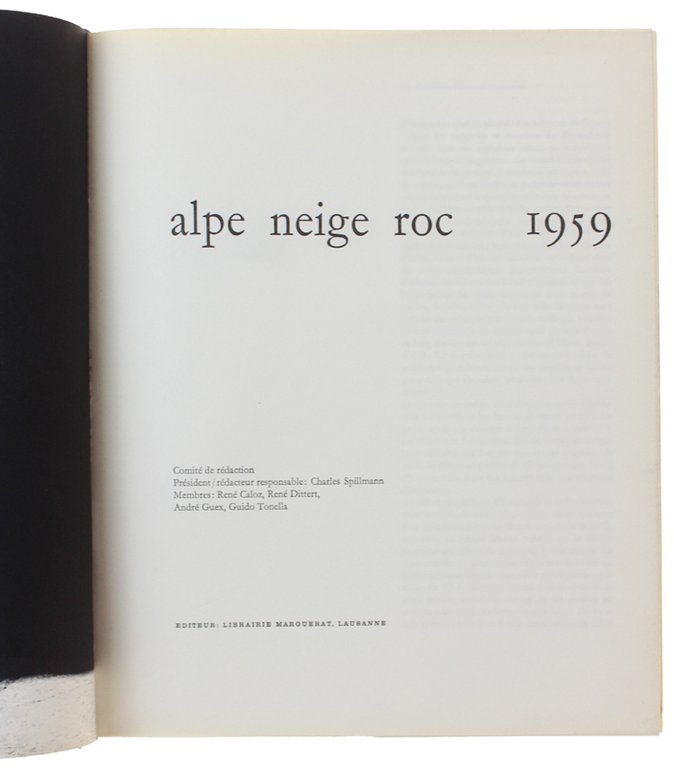 alpe neige roc 1959
Comité de rédaction
Président/rédacteur responsable: Charles Spillmann
Membres: René Caloz, René Dittert,
André Guex, Guido Tonella
EDITEUR: LIBRAIRIE MARGUERAT, LAUSANNE